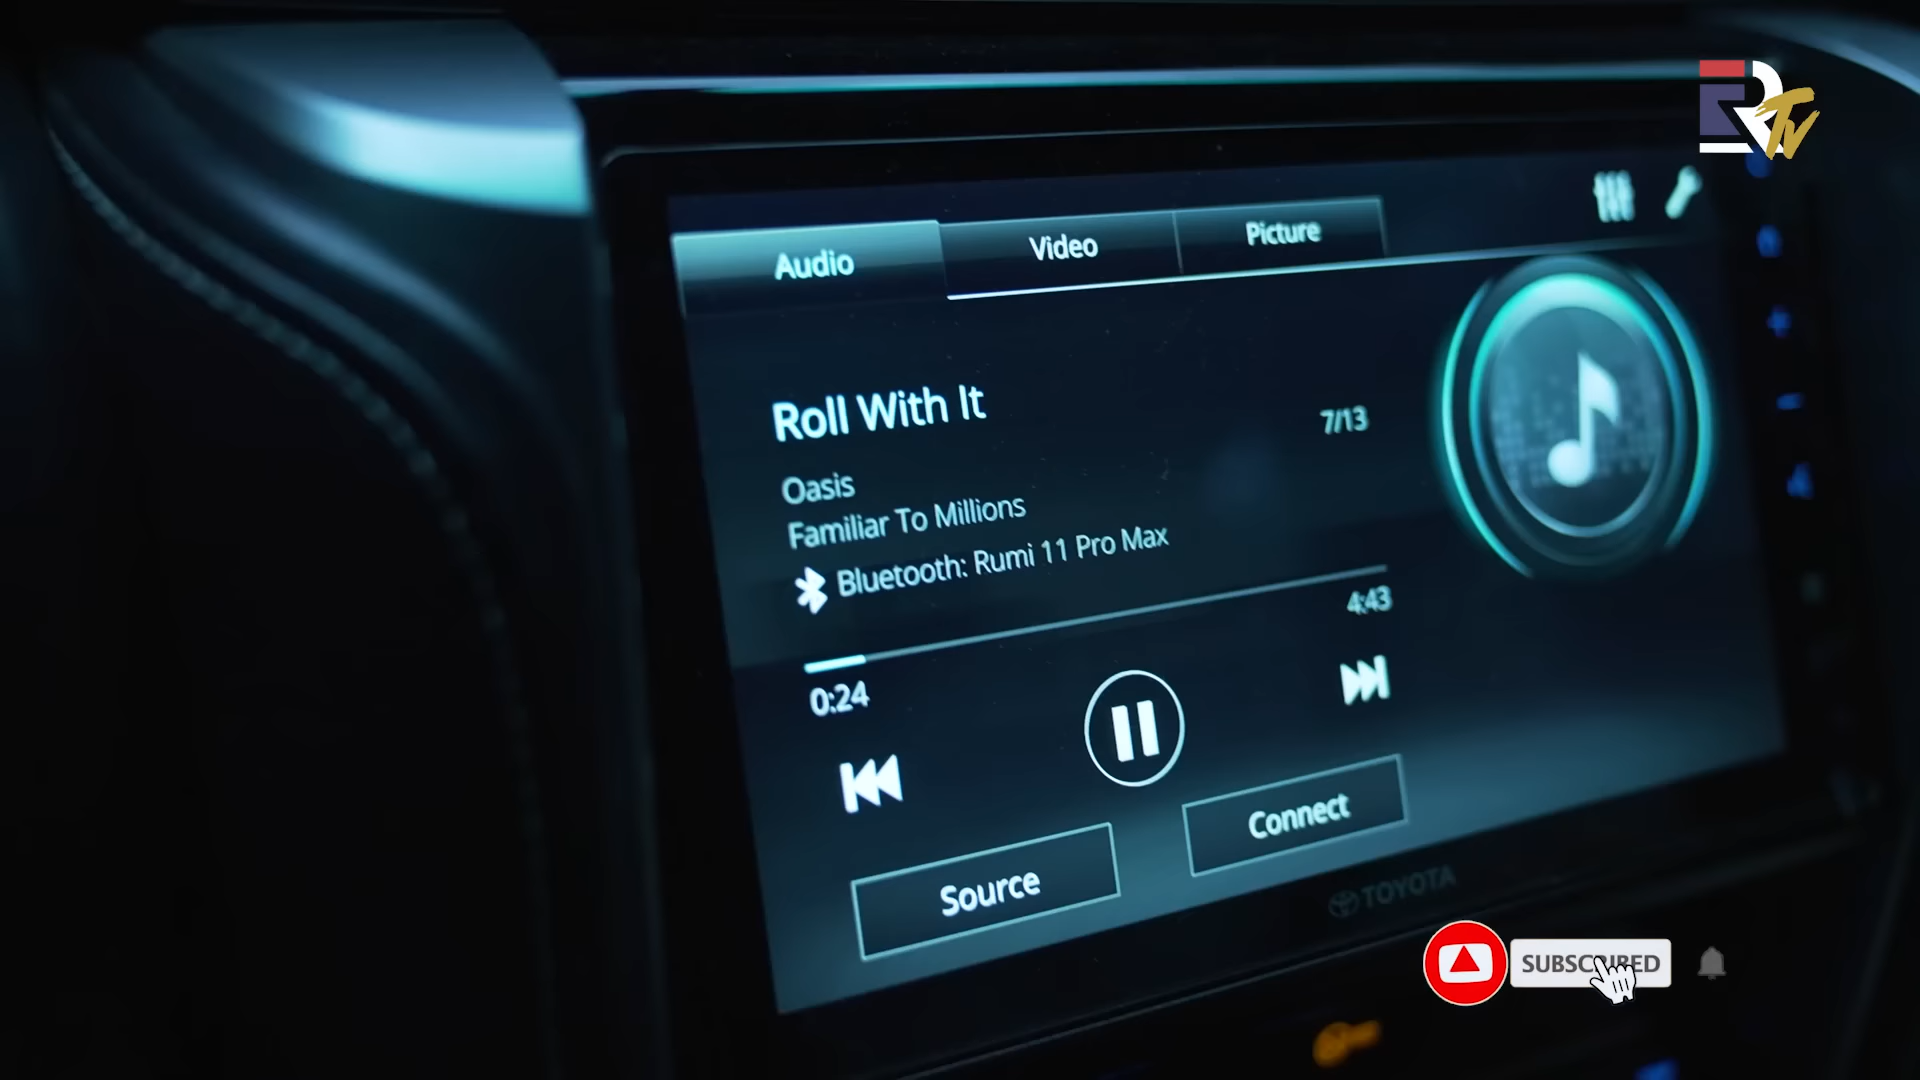 RTv
Audio
Video
Picture
Roll With It
7/13
Oasis
Familiar To Millions
Bluetooth: Rumi 11 Pro Max
4:43
0:24
Connect
Source
TOYOTA
SUBSCRIBED